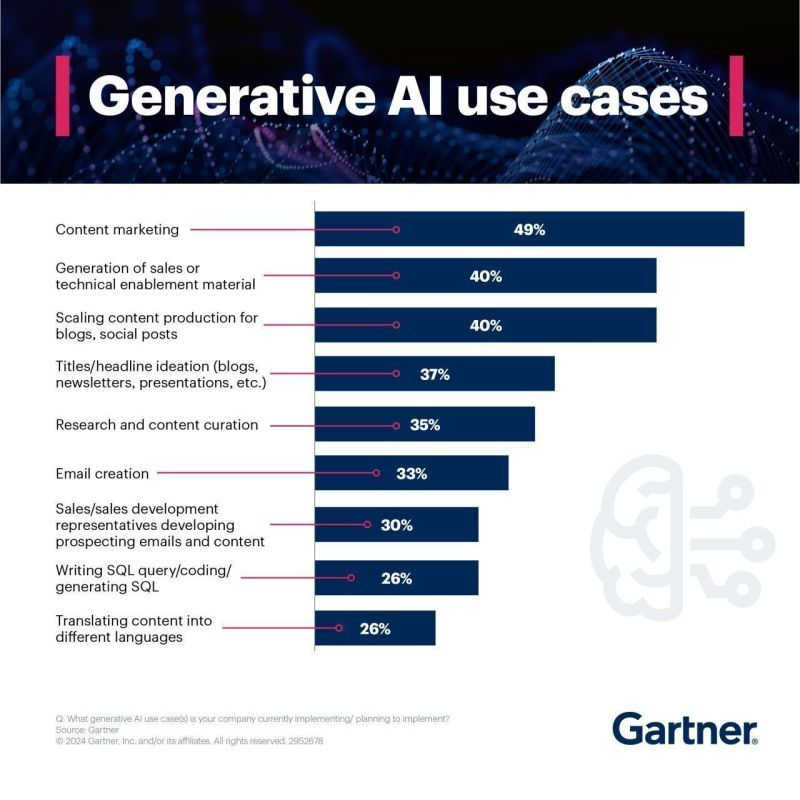 Generative AI use cases
Content marketing
49%
Generation of sales or
technical enablement material
40%
Scaling content production for
blogs, social posts
40%
Titles/headline ideation (blogs,
newsletters, presentations, etc.)
37%
Research and content curation
35%
Email creation
33%
Sales/sales development
representatives developing
prospecting emails and content
30%
Writing SQL query/coding/
generating SQL
26%
Translating content into
different languages
26%
Q. What generative AI use case(s) is your company currently implementing/ planning to implement?
Source: Gartner
© 2024 Gartner, Inc. and/or its affiliates. All rights reserved. 2952678
Gartner®